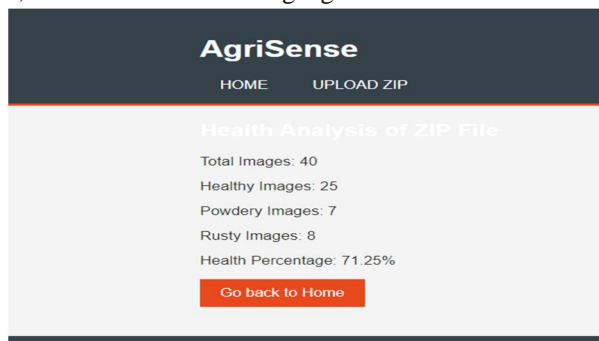 AgriSense
HOME UPLOAD ZIP
Health Analysis of ZIP File
Total Images: 40
Healthy Images: 25
Powdery Images: 7
Rusty Images: 8
Health Percentage: 71.25%
Go back to Home